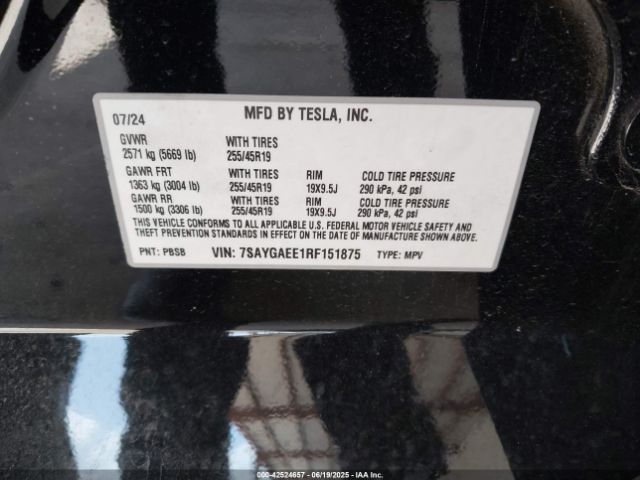 07/24 MFD BY TESLA, INC.
GVWR WITH TIRES
2571 kg (5669 lb) 255/45R19
GAWR FRT WITH TIRES RIM COLD TIRE PRESSURE
1363 kg (3004 lb) 255/45R19 19X9.5J 290 kPa, 42 psi
GAWR RR WITH TIRES RIM COLD TIRE PRESSURE
1500 kg (3306 lb) 255/45R19 19X9.5J 290 kPa, 42 psi
THIS VEHICLE CONFORMS TO ALL APPLICABLE U.S. FEDERAL MOTOR VEHICLE SAFETY AND
THEFT PREVENTION STANDARDS IN EFFECT ON THE DATE OF MANUFACTURE SHOWN ABOVE.
PNT: PBSB VIN: 7SAYGAEE1RF151875 TYPE: MPV
000-42524657 - 06/19/2025 - IAA Inc.